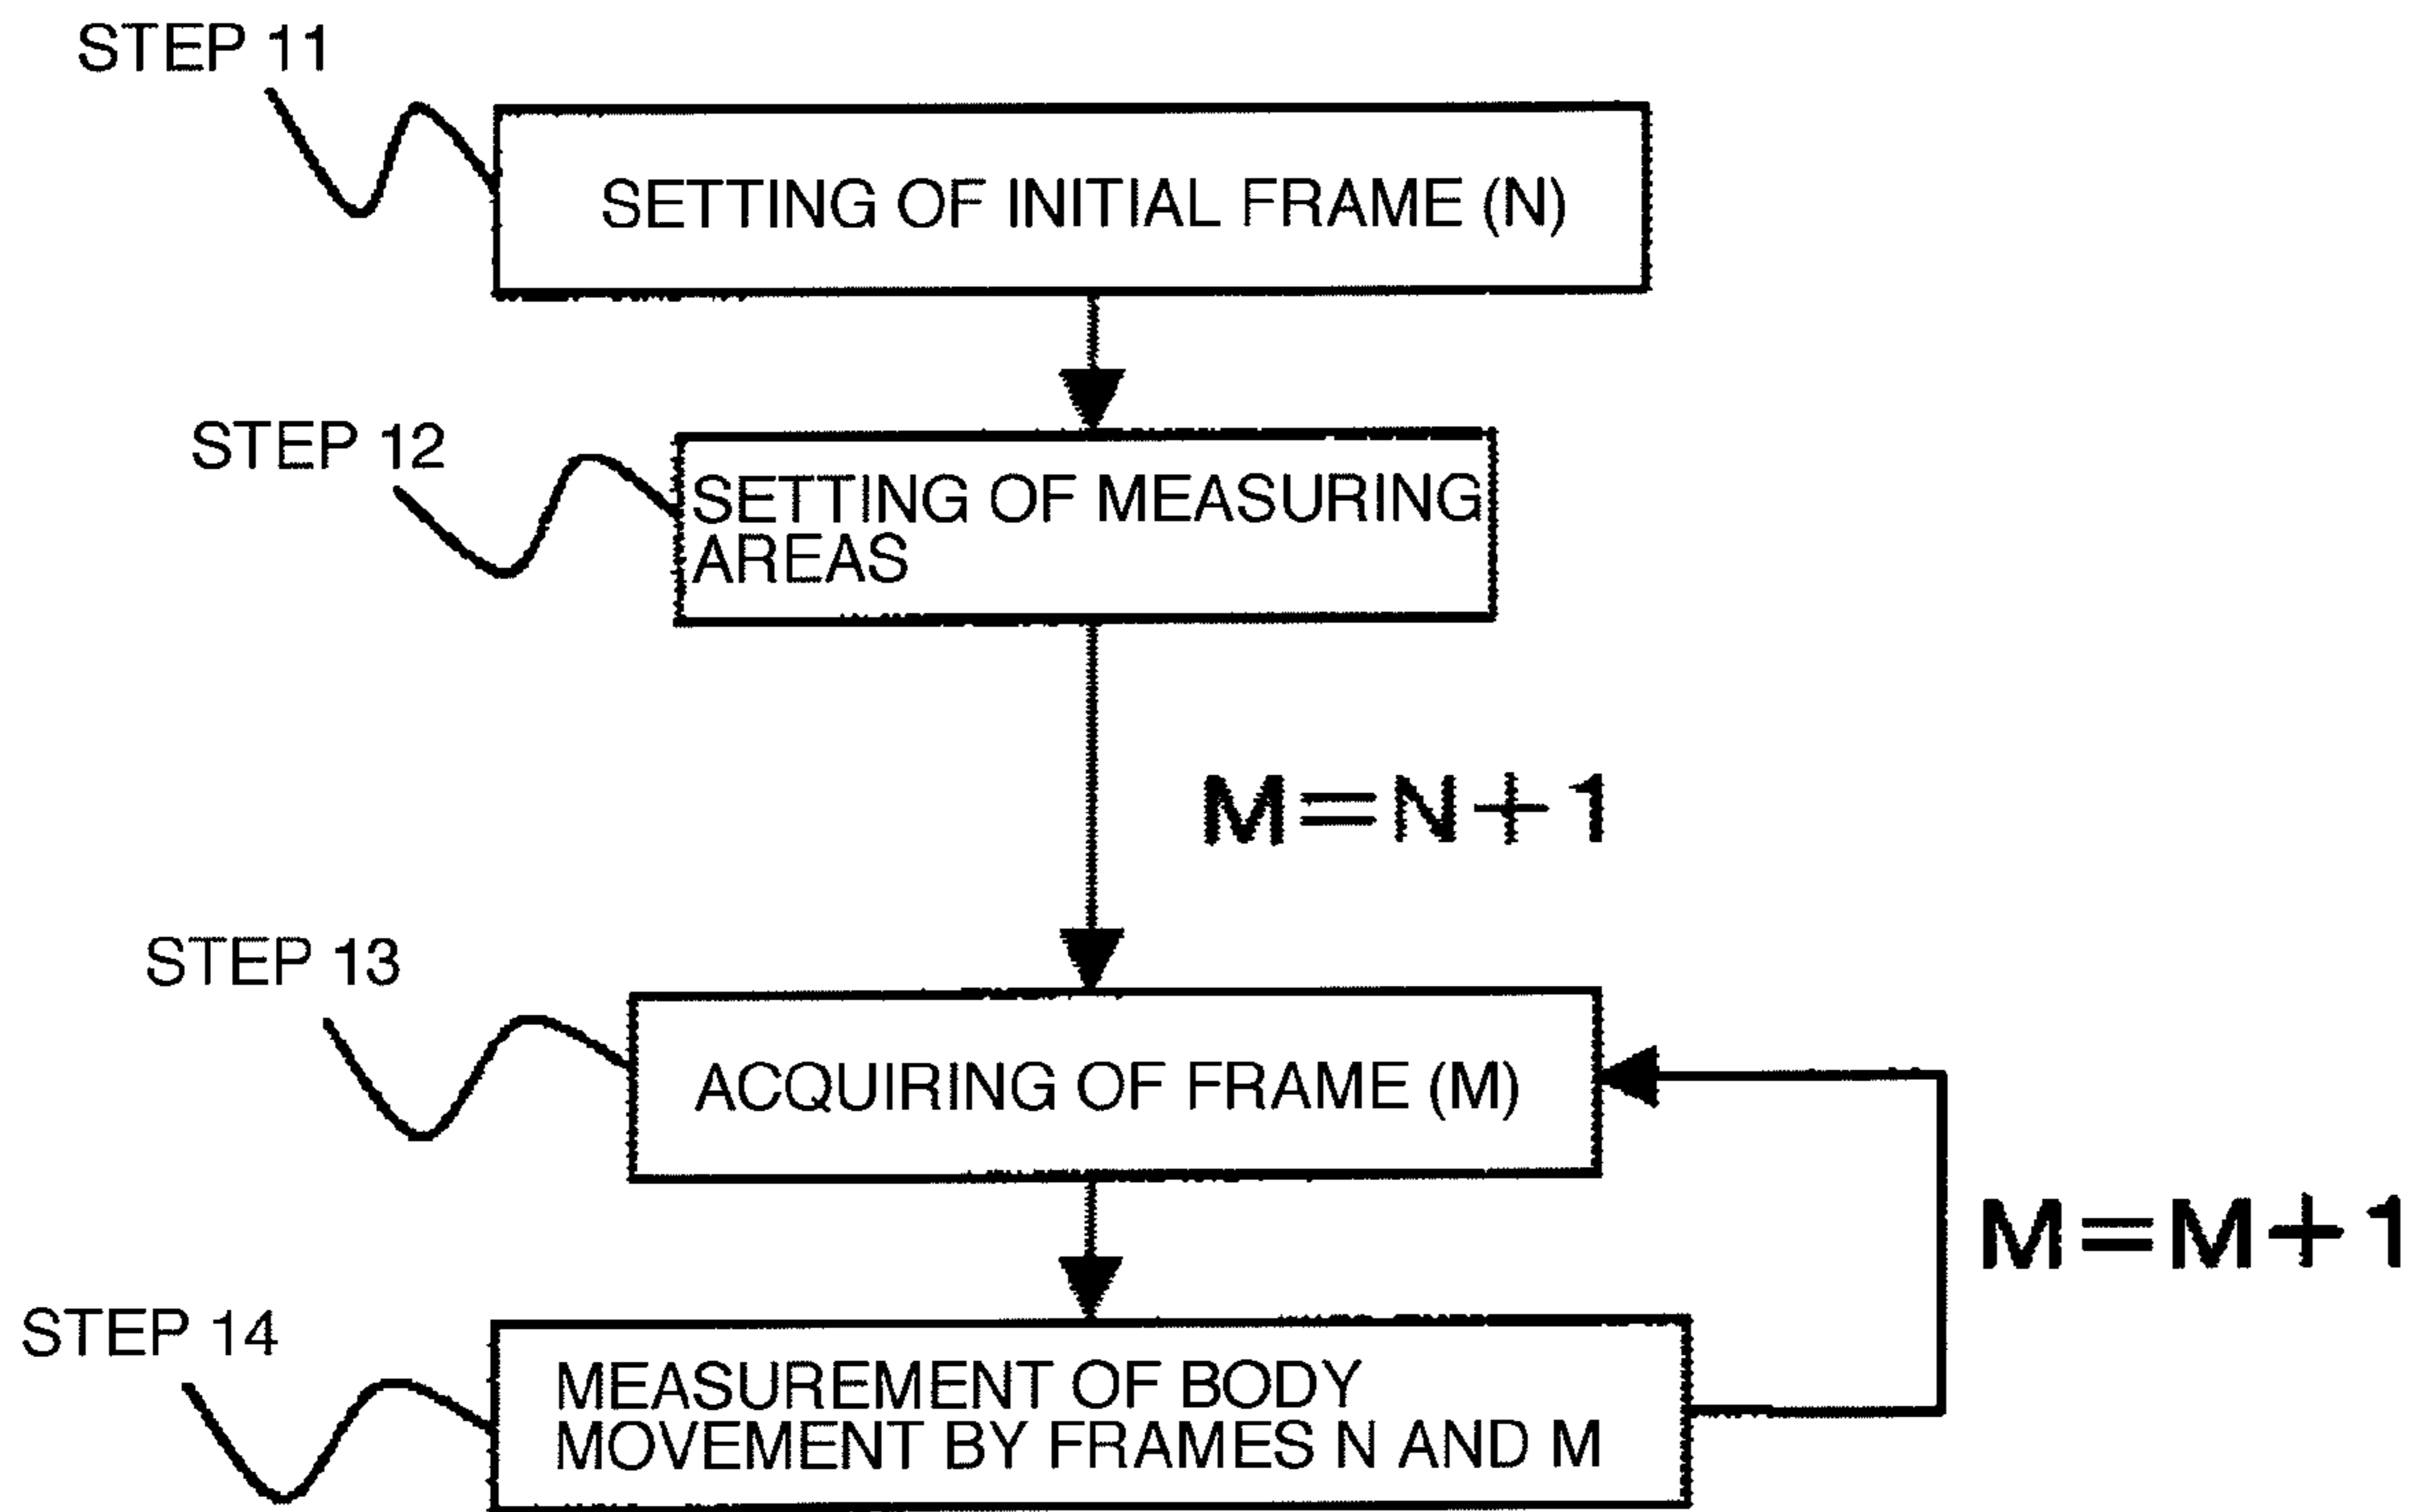 STEP 11
SETTING OF INITIAL FRAME (N)
STEP 12
SETTING OF MEASURING
AREAS
M=N+1
STEP 13
ACQUIRING OF FRAME (M)
M=M+1
STEP 14
MEASUREMENT OF BODY
MOVEMENT BY FRAMES N AND M